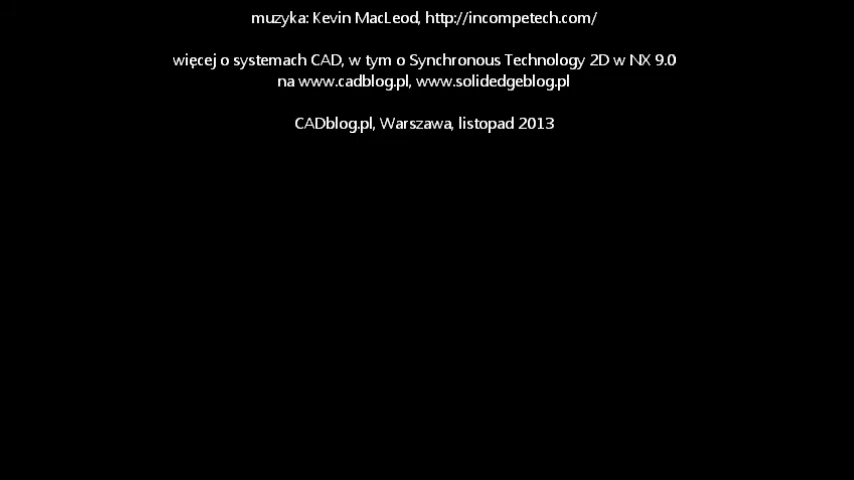 muzyka: Kevin MacLeod, http://incompetech.com/
więcej o systemach CAD, w tym o Synchronous Technology 2D w NX 9.0
na www.cadblog.pl, www.solidedgeblog.pl
CADblog.pl, Warszawa, listopad 2013